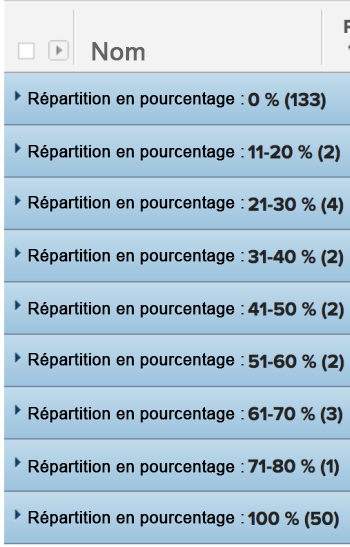 Nom
Répartition en pourcentage : 0 % (133)
Répartition en pourcentage : 11-20 % (2)
Répartition en pourcentage : 21-30 % (4)
Répartition en pourcentage : 31-40 % (2)
Répartition en pourcentage : 41-50 % (2)
Répartition en pourcentage : 51-60 % (2)
Répartition en pourcentage : 61-70 % (3)
Répartition en pourcentage : 71-80 % (1)
Répartition en pourcentage : 100 % (50)